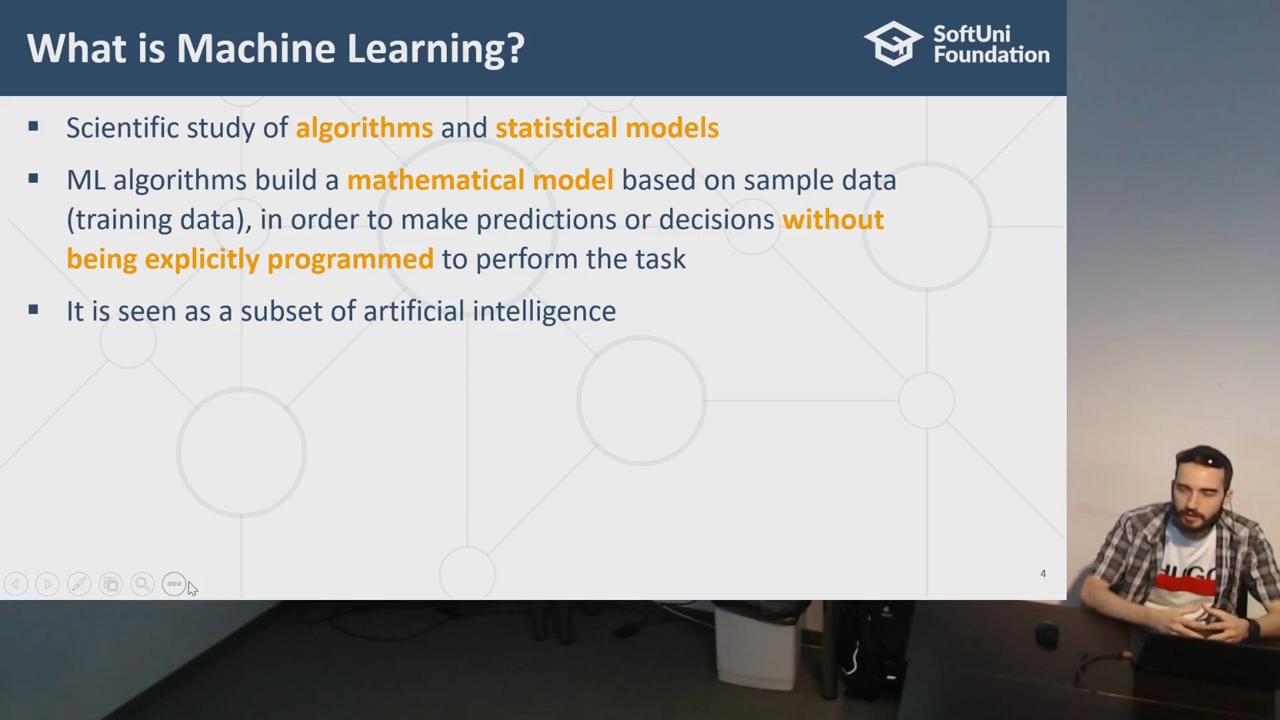 What is Machine Learning?
SoftUni
Foundation
▪ Scientific study of algorithms and statistical models
▪ ML algorithms build a mathematical model based on sample data
(training data), in order to make predictions or decisions without
being explicitly programmed to perform the task
▪ It is seen as a subset of artificial intelligence
4
HUGO